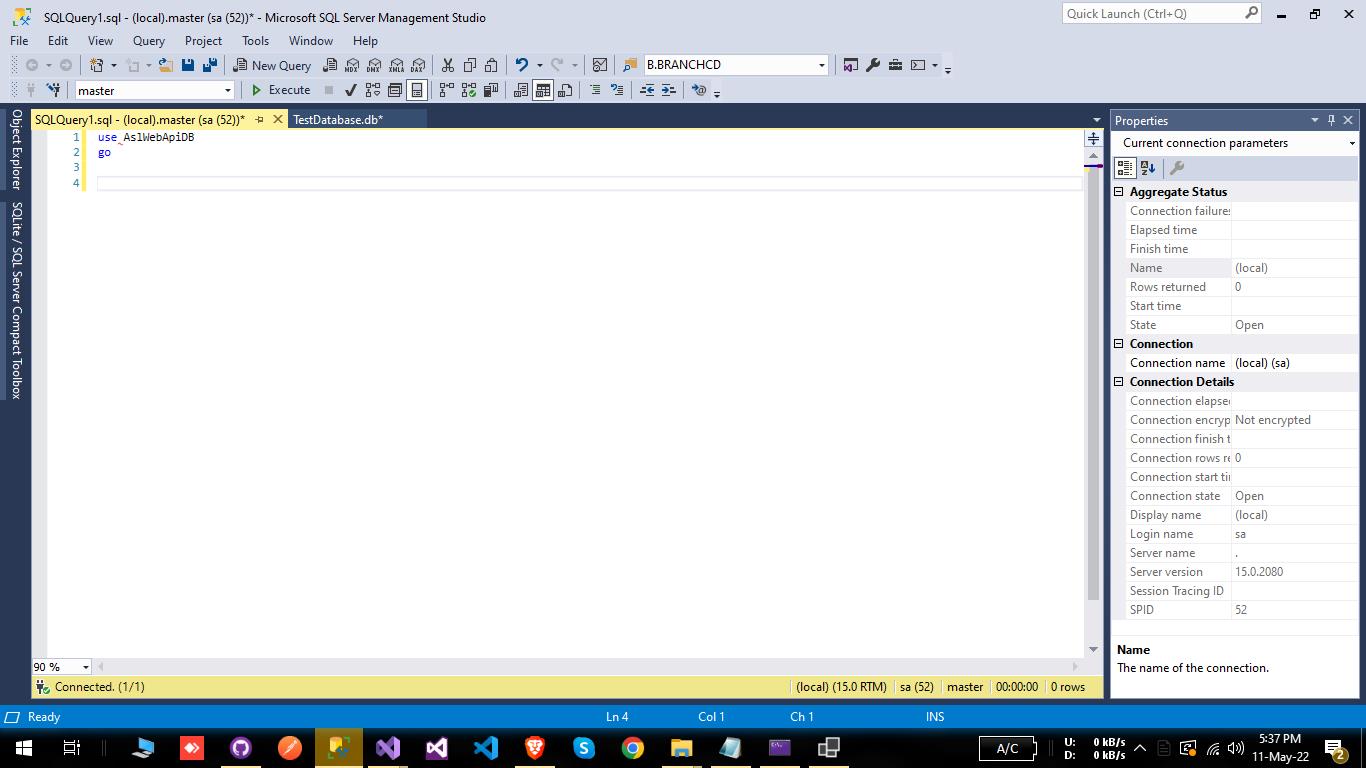 SQLQuery1.sql - (local).master (sa (52))* - Microsoft SQL Server Management Studio
Quick Launch (Ctrl+Q)
File Edit View Query Project Tools Window Help
New Query MDX DMX XMLA DAX B.BRANCHCD
master Execute
SQLQuery1.sql - (local).master (sa (52))* TestDatabase.db*
Object Explorer
SQLite / SQL Server Compact Toolbox
1 use AslWebApiDB
2 go
3
4
90 %
Connected. (1/1) (local) (15.0 RTM) sa (52) master 00:00:00 0 rows
Properties
Current connection parameters
Aggregate Status
Connection failures
Elapsed time
Finish time
Name (local)
Rows returned 0
Start time
State Open
Connection
Connection name (local) (sa)
Connection Details
Connection elapse
Connection encryp Not encrypted
Connection finish t
Connection rows re 0
Connection start ti
Connection state Open
Display name (local)
Login name sa
Server name .
Server version 15.0.2080
Session Tracing ID
SPID 52
Name
The name of the connection.
Ready Ln 4 Col 1 Ch 1 INS
A/C
U: 0 kB/s
D: 0 kB/s
5:37 PM
11-May-22
2